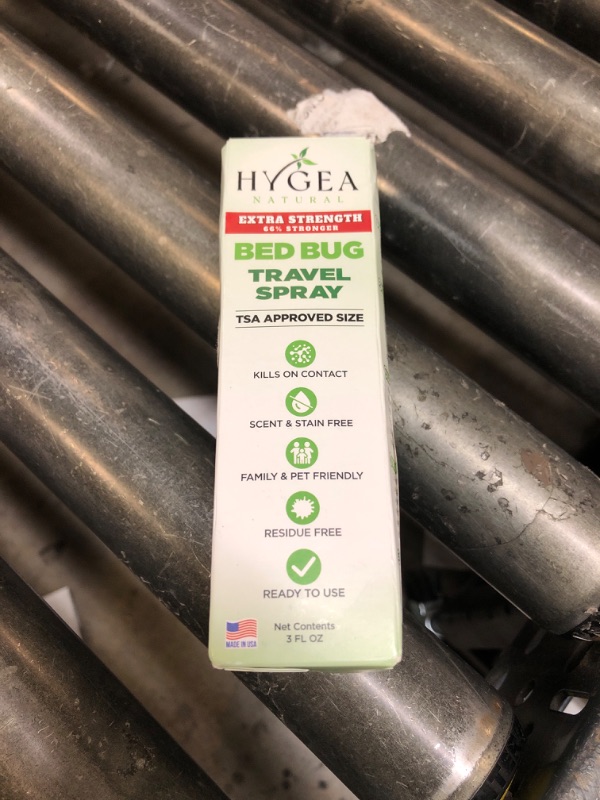 HYGEA
NATURAL
EXTRA STRENGTH
66% STRONGER
BED BUG
TRAVEL
SPRAY
TSA APPROVED SIZE
KILLS ON CONTACT
SCENT & STAIN FREE
FAMILY & PET FRIENDLY
RESIDUE FREE
READY TO USE
Net Contents
3 FL OZ
MADE IN USA